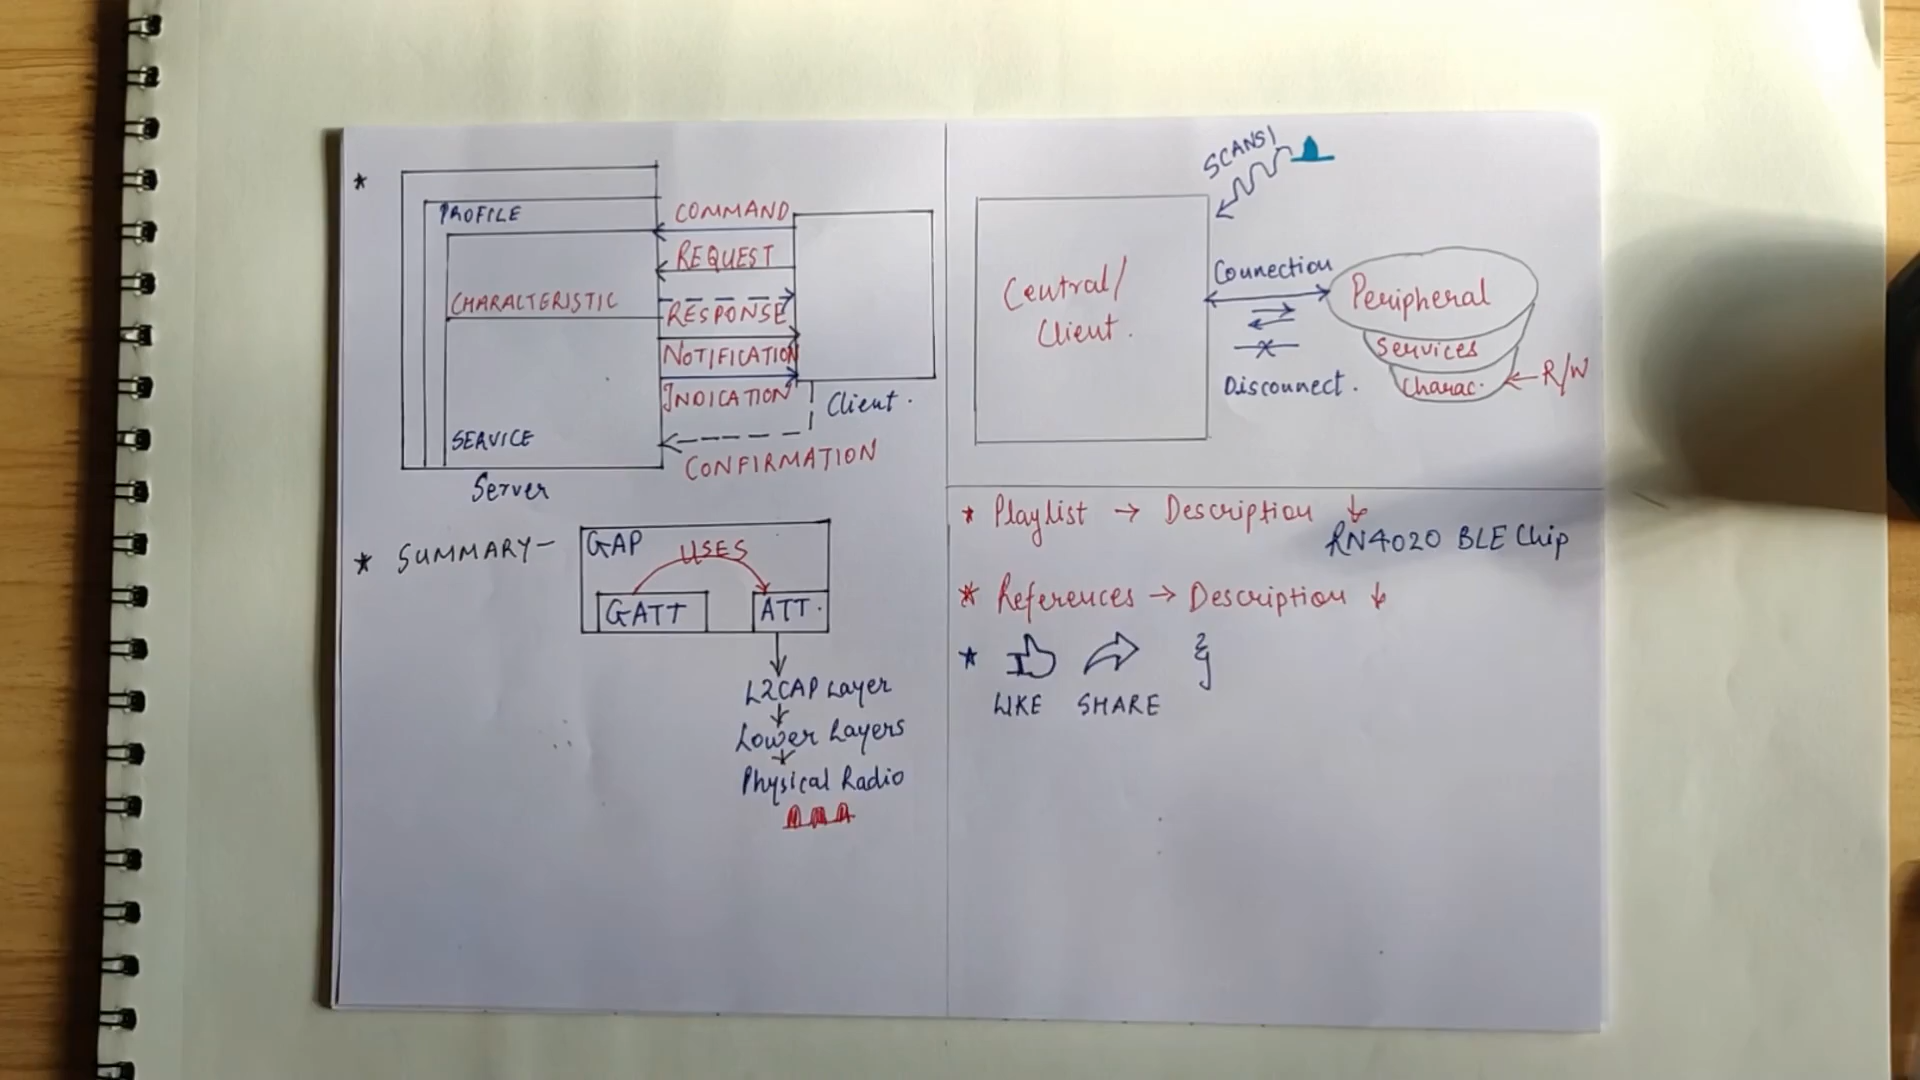 PROFILE
COMMAND
REQUEST
CHARACTERISTIC
RESPONSE
NOTIFICATION
INDICATION
Client.
SERVICE
CONFIRMATION
Server
* SUMMARY-
GAP
USES
GATT
ATT.
L2CAP Layer
Lower Layers
Physical Radio
SCANS!
Central/
Client.
Connection
Peripheral
Services
Charac.
R/W
Disconnect.
* Playlist → Description ↓
RN4020 BLE Chip
* References → Description ↓
* LIKE SHARE &